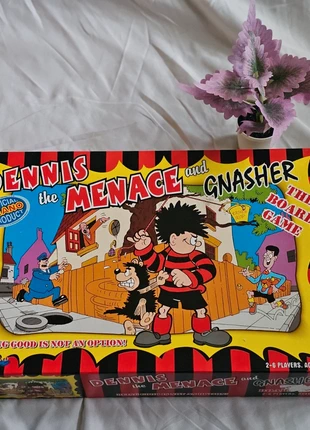 DENNIS
the MENACE and GNASHER
THE
BOARD
GAME
PRODUCT
GOOD IS NOT AN OPTION!
2-6 PLAYERS.
DENNIS the MENACE and